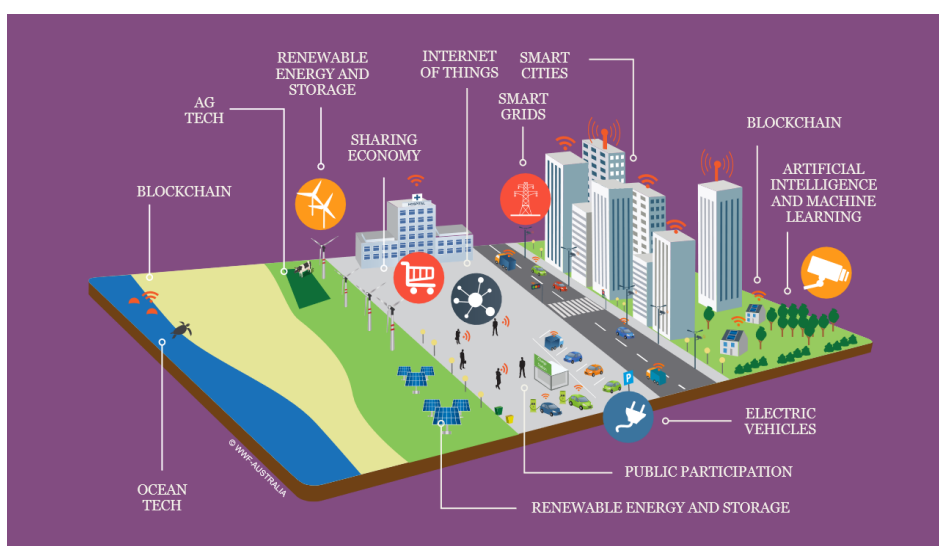 RENEWABLE
ENERGY AND
STORAGE
INTERNET
OF THINGS
SMART
CITIES
AG
TECH
SMART
GRIDS
SHARING
ECONOMY
BLOCKCHAIN
BLOCKCHAIN
ARTIFICIAL
INTELLIGENCE
AND MACHINE
LEARNING
HOSPITAL
P
ELECTRIC
VEHICLES
PUBLIC PARTICIPATION
OCEAN
TECH
© WWF-AUSTRALIA
RENEWABLE ENERGY AND STORAGE